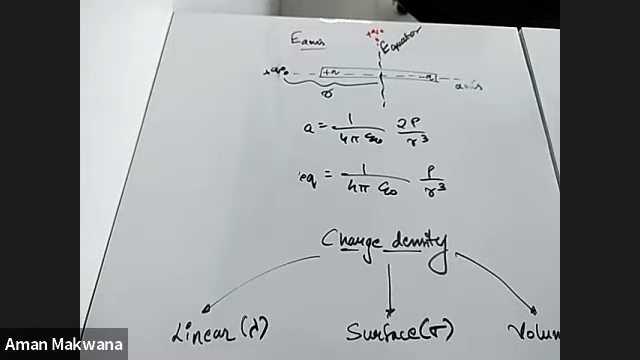 Eaxis
Equator
+q
-q
axis
r
a = 1/4πε₀ 2P/r³
eq = 1/4πε₀ P/r³
Charge density
Linear (λ) Surface (σ) Volum
Aman Makwana